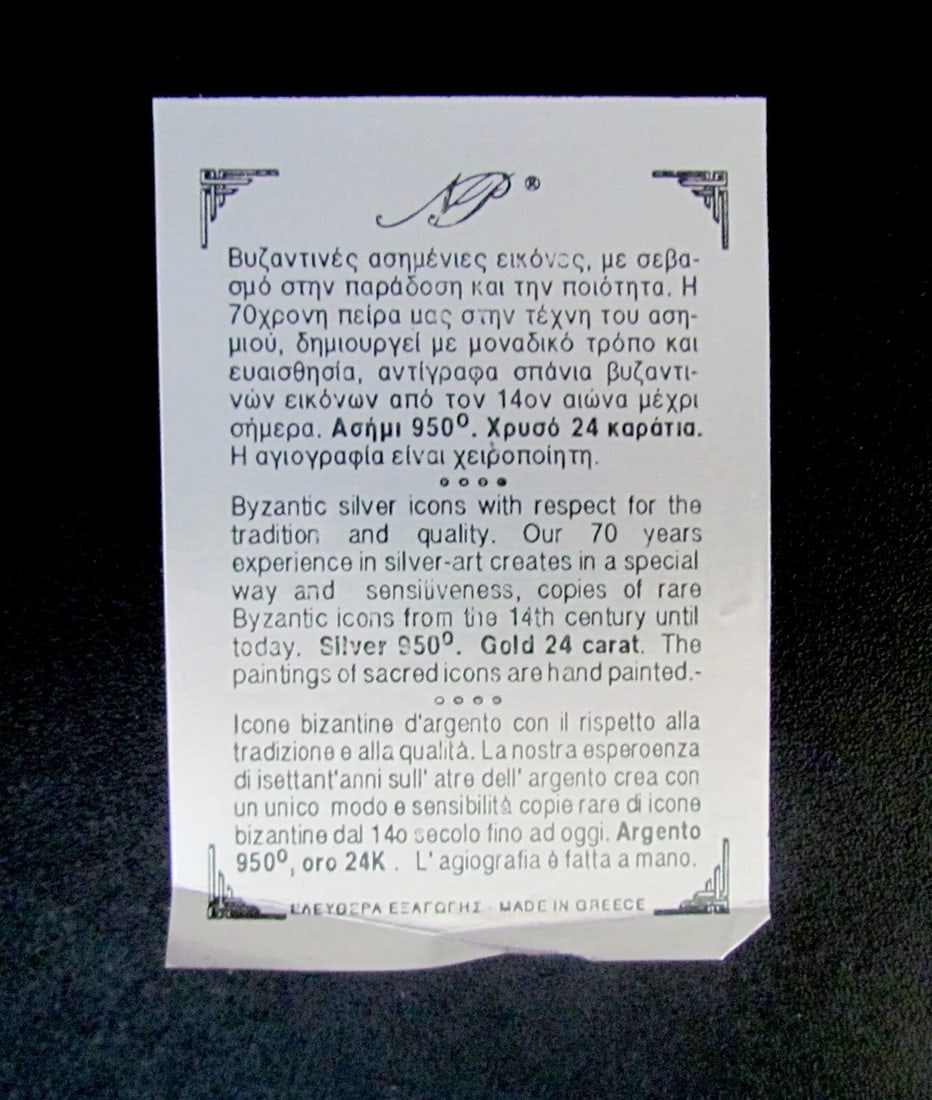 AP®
Βυζαντινές ασημένιες εικόνες, με σεβα-
σμό στην παράδοση και την ποιότητα. Η
70χρονη πείρα μας στην τέχνη του αση-
μιού, δημιουργεί με μοναδικό τρόπο και
ευαισθησία, αντίγραφα σπάνια βυζαντι-
νών εικόνων από τον 14ον αιώνα μέχρι
σήμερα. Ασήμι 950º. Χρυσό 24 καράτια.
Η αγιογραφία είναι χειροποίητη.
Byzantic silver icons with respect for the
tradition and quality. Our 70 years
experience in silver-art creates in a special
way and sensitiveness, copies of rare
Byzantic icons from the 14th century until
today. Silver 950º. Gold 24 carat. The
paintings of sacred icons are hand painted.-
Icone bizantine d'argento con il rispetto alla
tradizione e alla qualità. La nostra esperoenza
di isettant'anni sull' atre dell' argento crea con
un unico modo e sensibilità copie rare di icone
bizantine dal 14o secolo fino ad oggi. Argento
950º, oro 24K . L' agiografia è fatta a mano.
ΕΛΕΥΘΕΡΑ ΕΞΑΓΩΓΗΣ - MADE IN GREECE